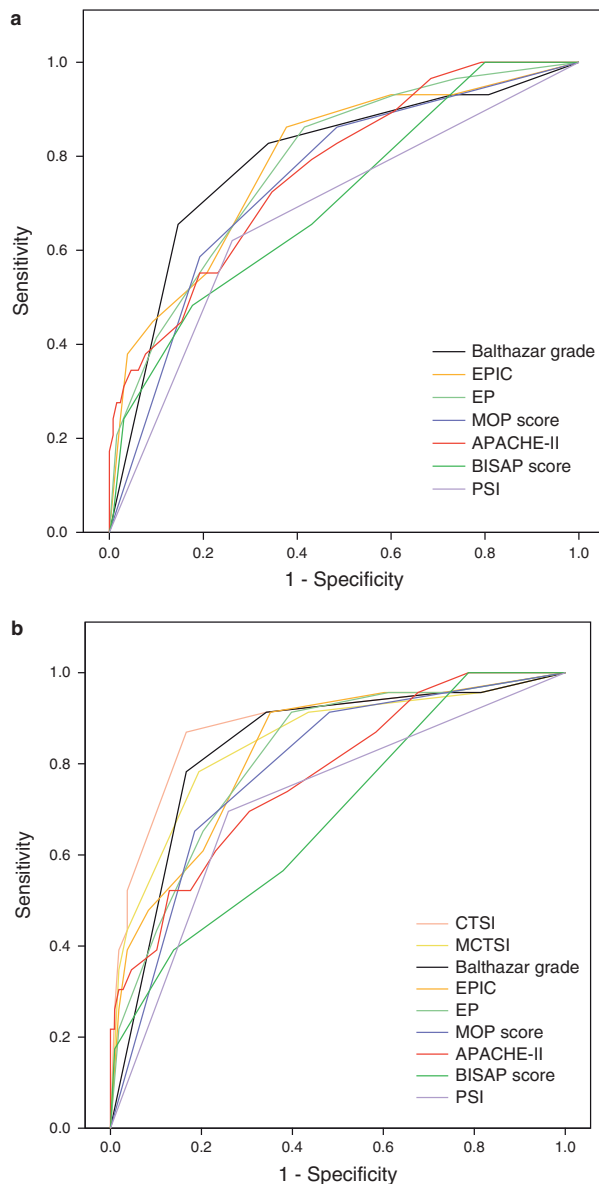 a
1.0
0.8
0.6
0.4
0.2
0.0
Sensitivity
Balthazar grade
EPIC
EP
MOP score
APACHE-II
BISAP score
PSI
0.0 0.2 0.4 0.6 0.8 1.0
1 - Specificity
b
1.0
0.8
0.6
0.4
0.2
0.0
Sensitivity
CTSI
MCTSI
Balthazar grade
EPIC
EP
MOP score
APACHE-II
BISAP score
PSI
0.0 0.2 0.4 0.6 0.8 1.0
1 - Specificity